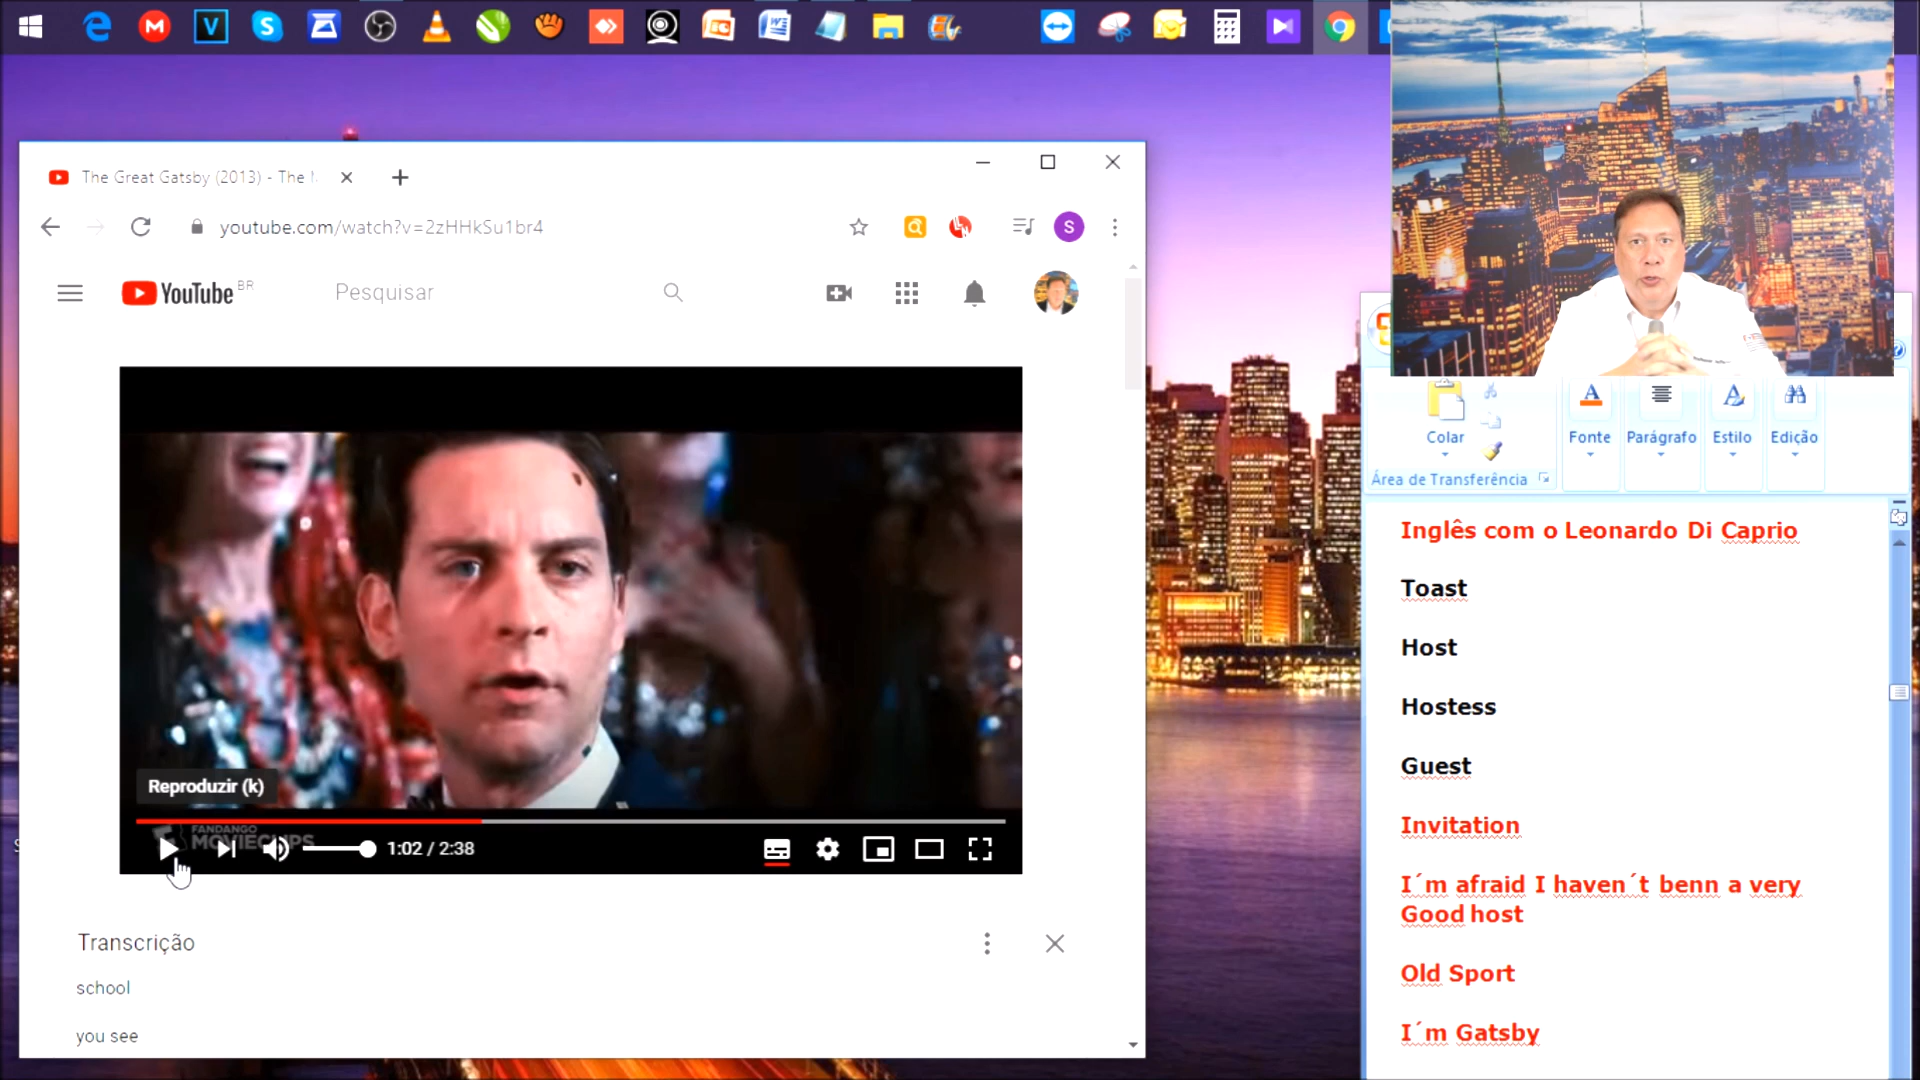 The Great Gatsby (2013) - The
youtube.com/watch?v=2zHHkSu1br4
S
YouTube BR
Pesquisar
Reproduzir (k)
FANDANGO
MOVIECLIPS
1:02 / 2:38
Transcrição
school
you see
Colar
Fonte
Parágrafo
Estilo
Edição
Área de Transferência
Inglês com o Leonardo Di Caprio
Toast
Host
Hostess
Guest
Invitation
I´m afraid I haven´t benn a very
Good host
Old Sport
I´m Gatsby